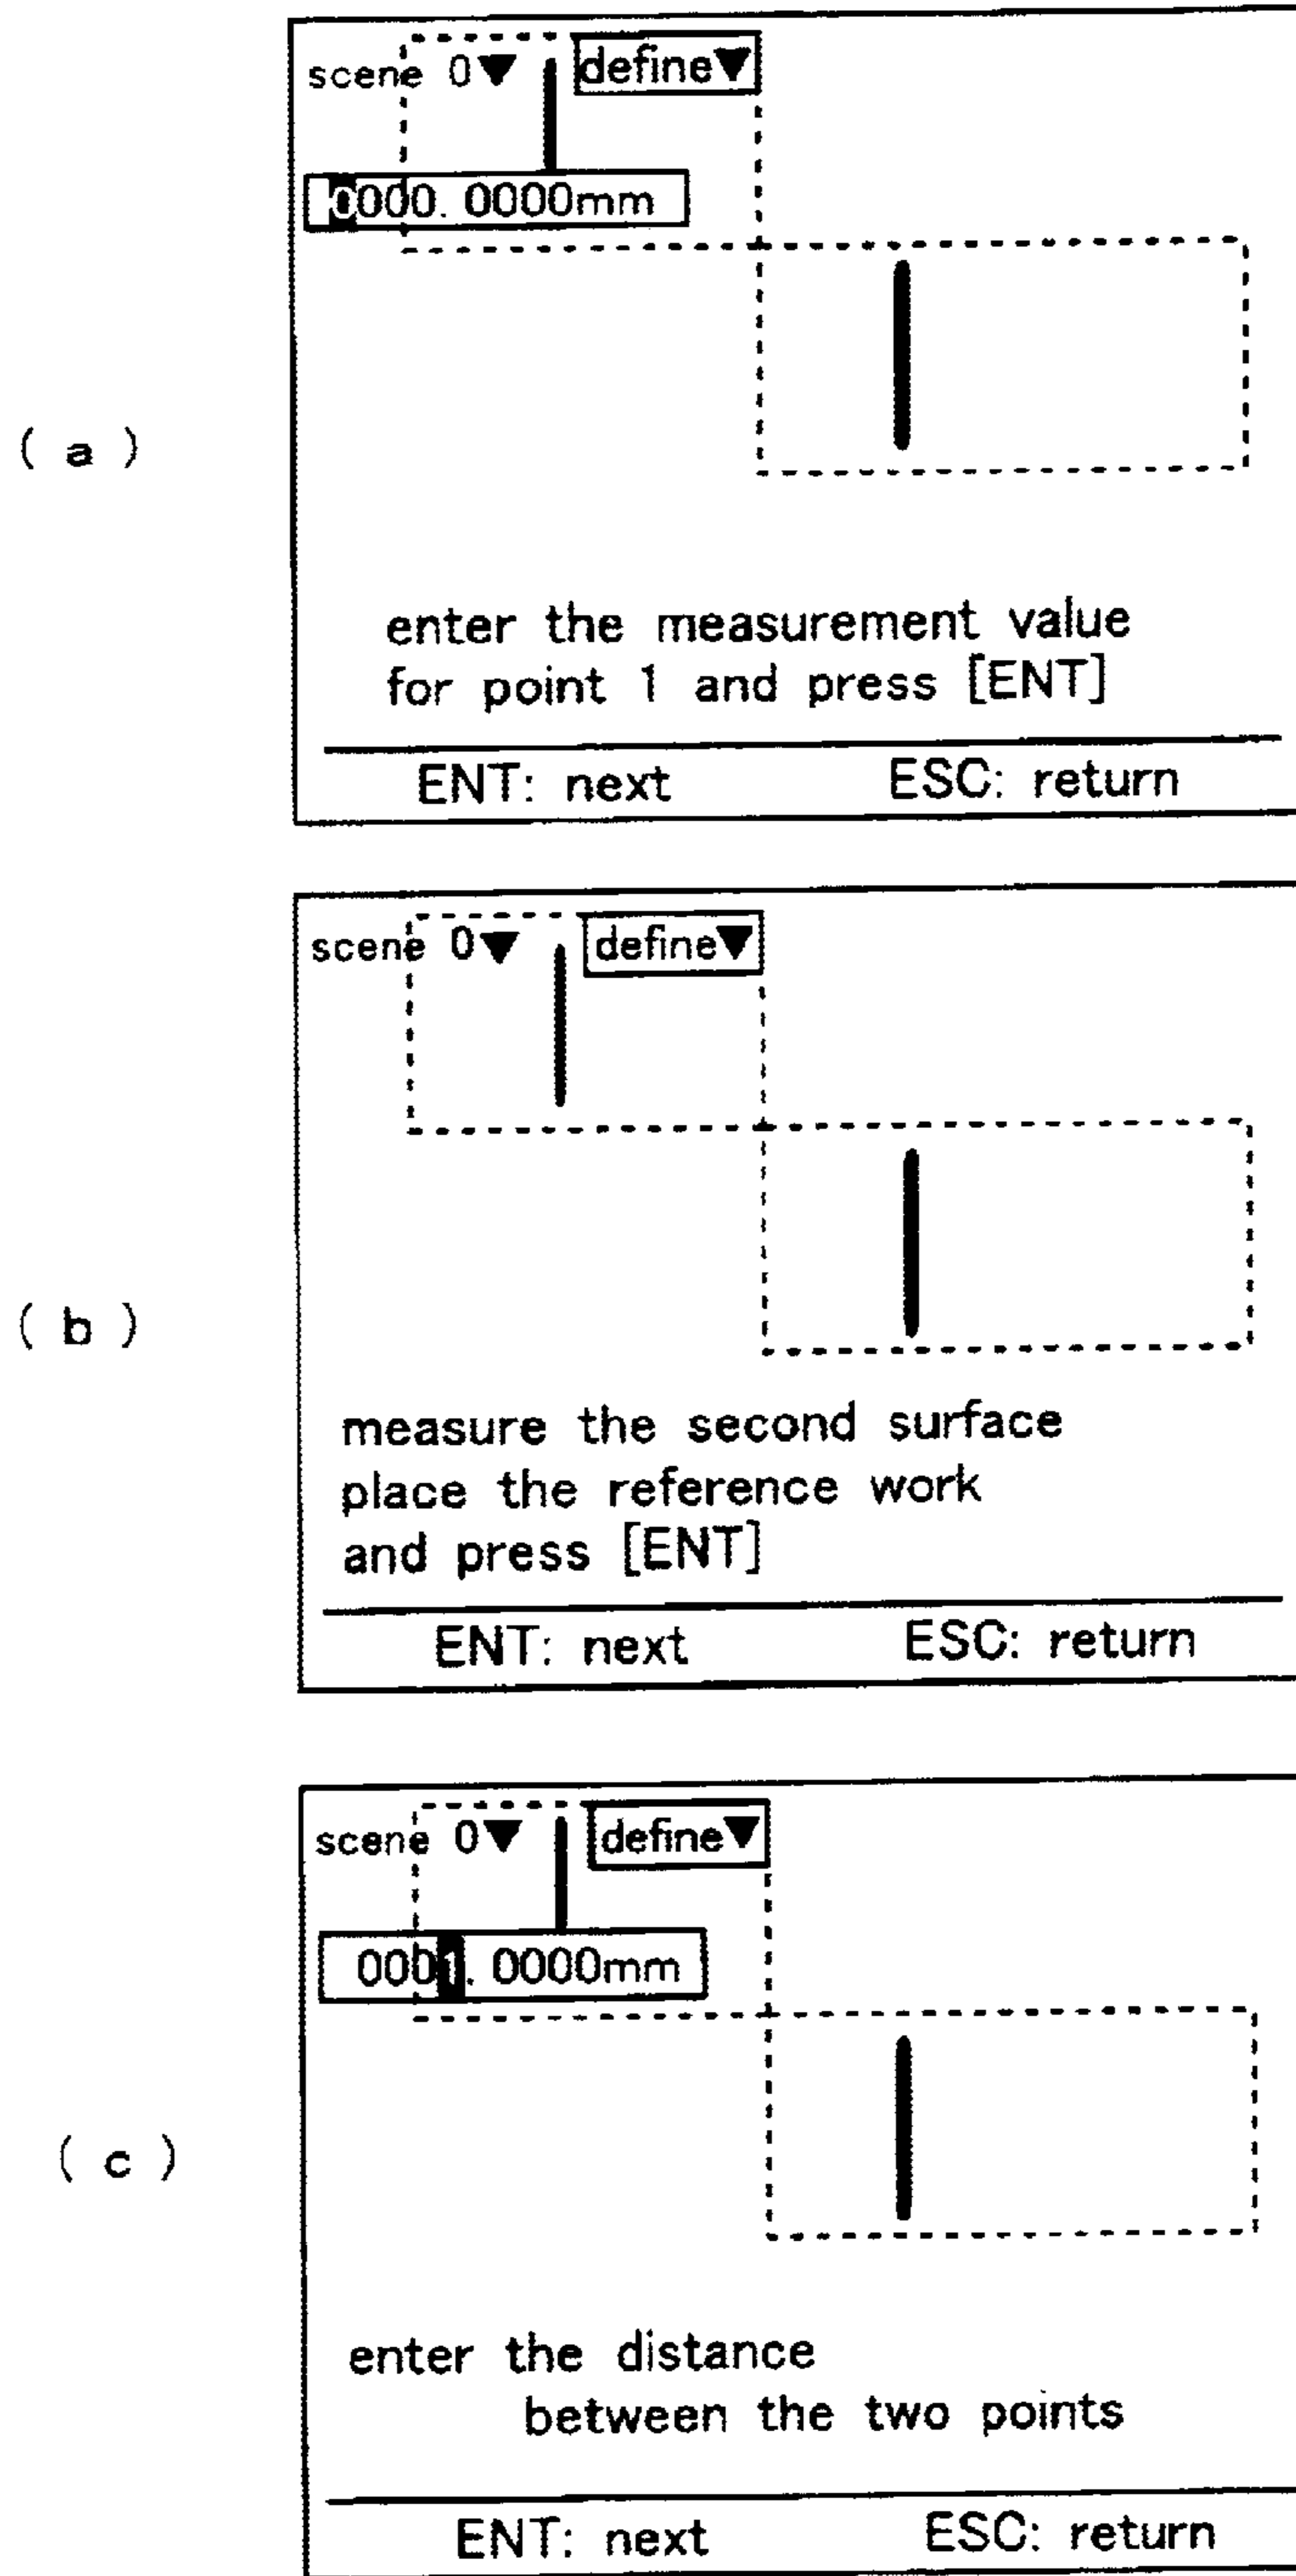 ( a )
scene 0▼ define▼
0000. 0000mm
enter the measurement value
for point 1 and press [ENT]
ENT: next ESC: return
( b )
scene 0▼ define▼
measure the second surface
place the reference work
and press [ENT]
ENT: next ESC: return
( c )
scene 0▼ define▼
0001. 0000mm
enter the distance
between the two points
ENT: next ESC: return